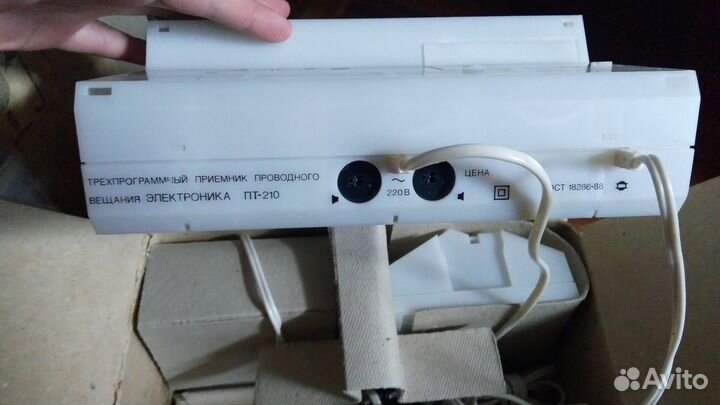 ТРЕХПРОГРАММНЫЙ ПРИЕМНИК ПРОВОДНОГО
ВЕЩАНИЯ ЭЛЕКТРОНИКА ПТ-210
~
220 В
ЦЕНА
ОСТ 18286-88
Avito